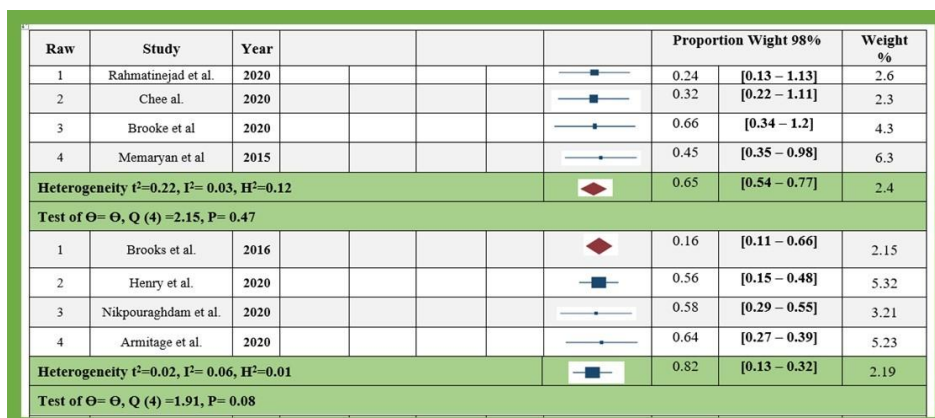 Raw Study Year Proportion Wight 98% Weight %
1 Rahmatinejad et al. 2020 0.24 [0.13 – 1.13] 2.6
2 Chee al. 2020 0.32 [0.22 – 1.11] 2.3
3 Brooke et al 2020 0.66 [0.34 – 1.2] 4.3
4 Memaryan et al 2015 0.45 [0.35 – 0.98] 6.3
Heterogeneity t²=0.22, I²= 0.03, H²=0.12 0.65 [0.54 – 0.77] 2.4
Test of Ɵ= Ɵ, Q (4) =2.15, P= 0.47
1 Brooks et al. 2016 0.16 [0.11 – 0.66] 2.15
2 Henry et al. 2020 0.56 [0.15 – 0.48] 5.32
3 Nikpouraghdam et al. 2020 0.58 [0.29 – 0.55] 3.21
4 Armitage et al. 2020 0.64 [0.27 – 0.39] 5.23
Heterogeneity t²=0.02, I²= 0.06, H²=0.01 0.82 [0.13 – 0.32] 2.19
Test of Ɵ= Ɵ, Q (4) =1.91, P= 0.08